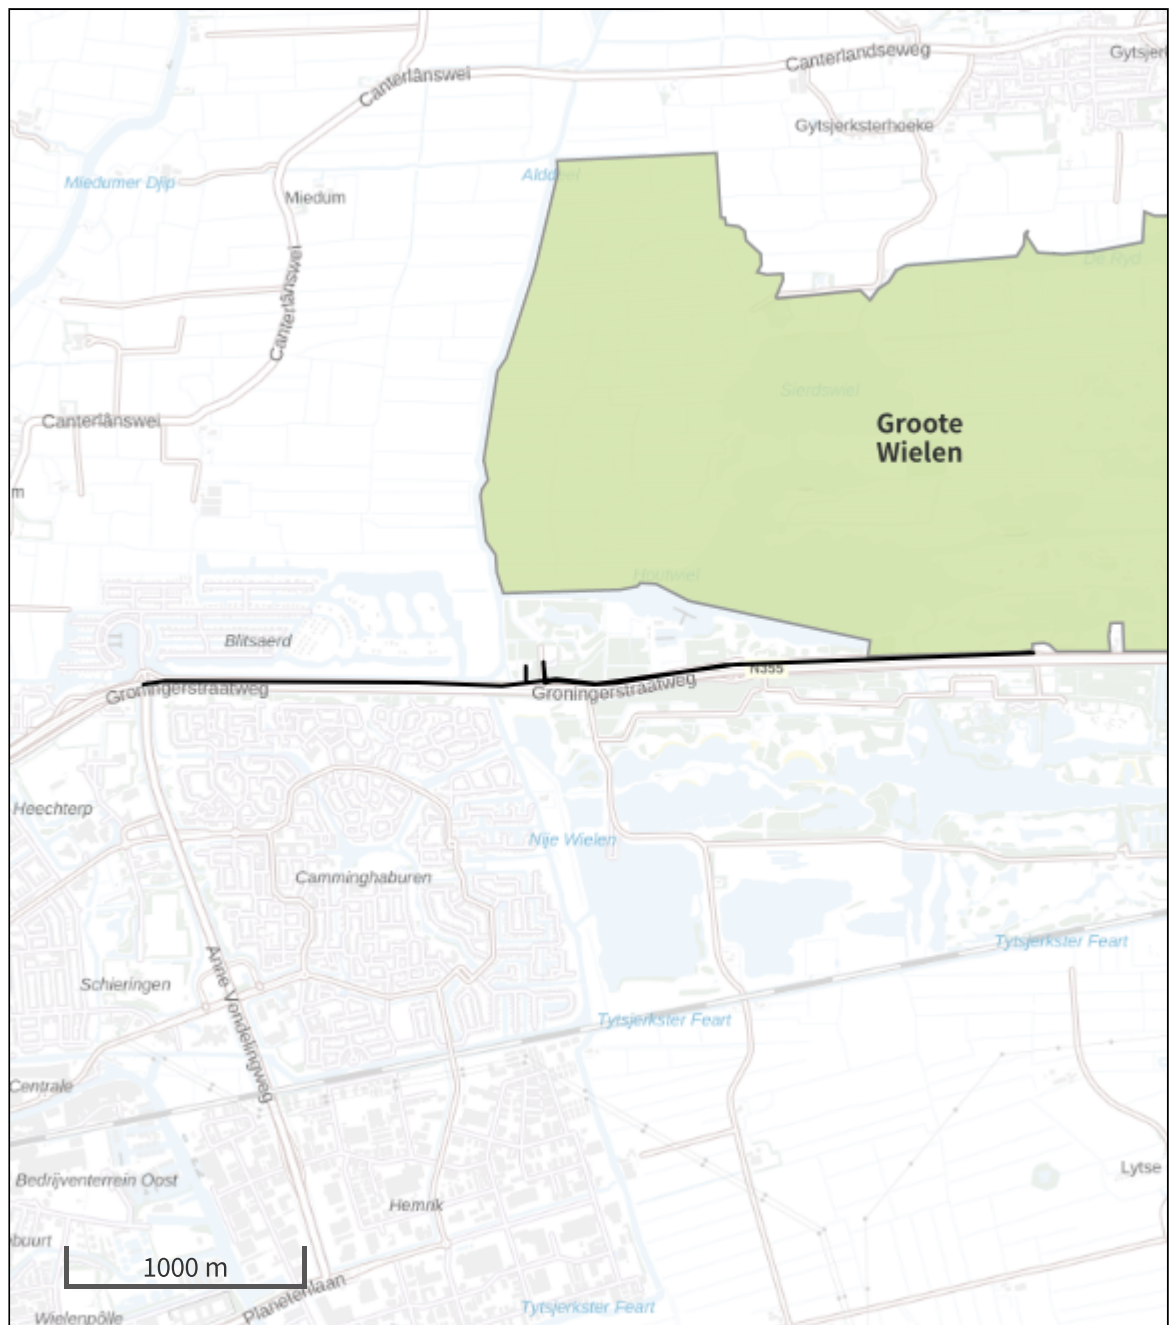 Canterlandseweg
Gytsjer
Canterlânswei
Gytsjerksterhoeke
Alddiel
Miedumer Djip
Miedum
De Ryd
Canterlânswei
Sierdswiel
Canterlânswei
Groote
Wielen
m
Houtwiel
Blitsaerd
N355
Groningerstraatweg
Groningerstraatweg
Heechterp
Nije Wielen
Camminghaburen
Tytsjerkster Feart
Schieringen
Anne Vondelingweg
Tytsjerkster Feart
Centrale
Lytse
Bedrijventerrein Oost
Hemrik
buurt
1000 m
Planetenlaan
Tytsjerkster Feart
Wielenpôlle